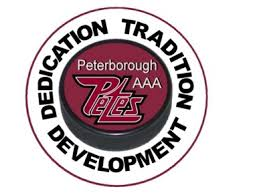 DEDICATION TRADITION
DEVELOPMENT
Peterborough
AAA
PETES